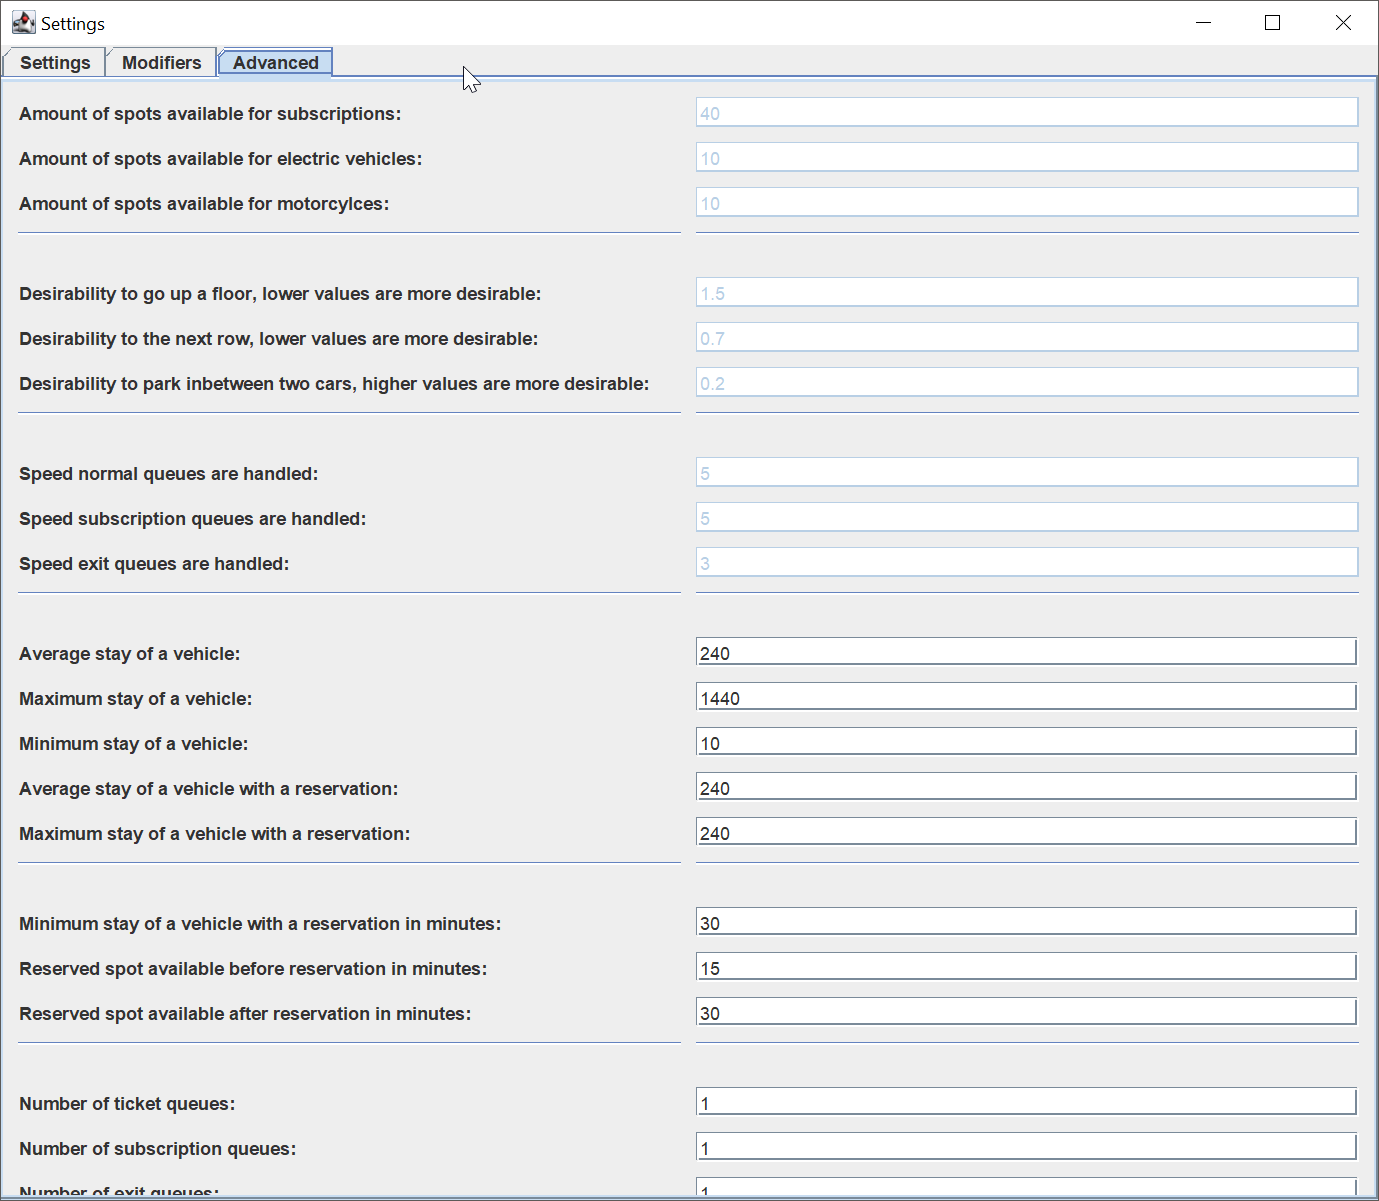 Settings
Settings Modifiers Advanced
Amount of spots available for subscriptions: 40
Amount of spots available for electric vehicles: 10
Amount of spots available for motorcylces: 10
Desirability to go up a floor, lower values are more desirable: 1.5
Desirability to the next row, lower values are more desirable: 0.7
Desirability to park inbetween two cars, higher values are more desirable: 0.2
Speed normal queues are handled: 5
Speed subscription queues are handled: 5
Speed exit queues are handled: 3
Average stay of a vehicle: 240
Maximum stay of a vehicle: 1440
Minimum stay of a vehicle: 10
Average stay of a vehicle with a reservation: 240
Maximum stay of a vehicle with a reservation: 240
Minimum stay of a vehicle with a reservation in minutes: 30
Reserved spot available before reservation in minutes: 15
Reserved spot available after reservation in minutes: 30
Number of ticket queues: 1
Number of subscription queues: 1
Number of exit queues: 1